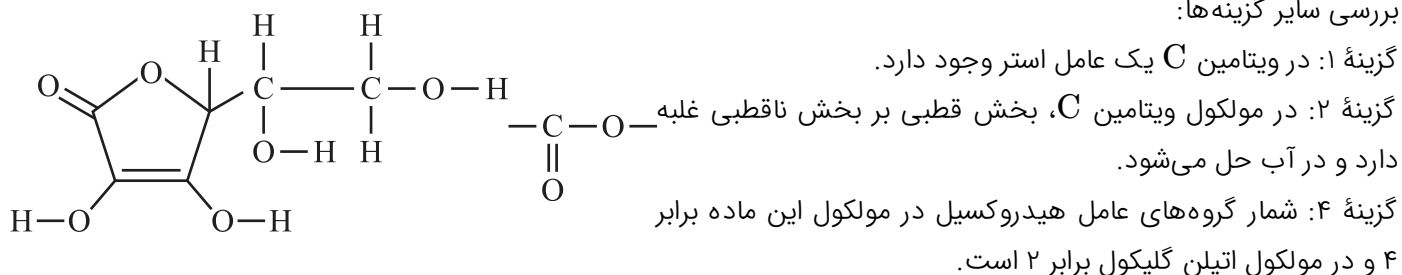 بررسی سایر گزینه‌ها:
گزینهٔ ۱: در ویتامین C یک عامل استر وجود دارد.
گزینهٔ ۲: در مولکول ویتامین C، بخش قطبی بر بخش ناقطبی غلبه
دارد و در آب حل می‌شود.
گزینهٔ ۴: شمار گروه‌های عامل هیدروکسیل در مولکول این ماده برابر
۴ و در مولکول اتیلن گلیکول برابر ۲ است.
H H
H
O O C C O H
C O
O H H
O
H O O H